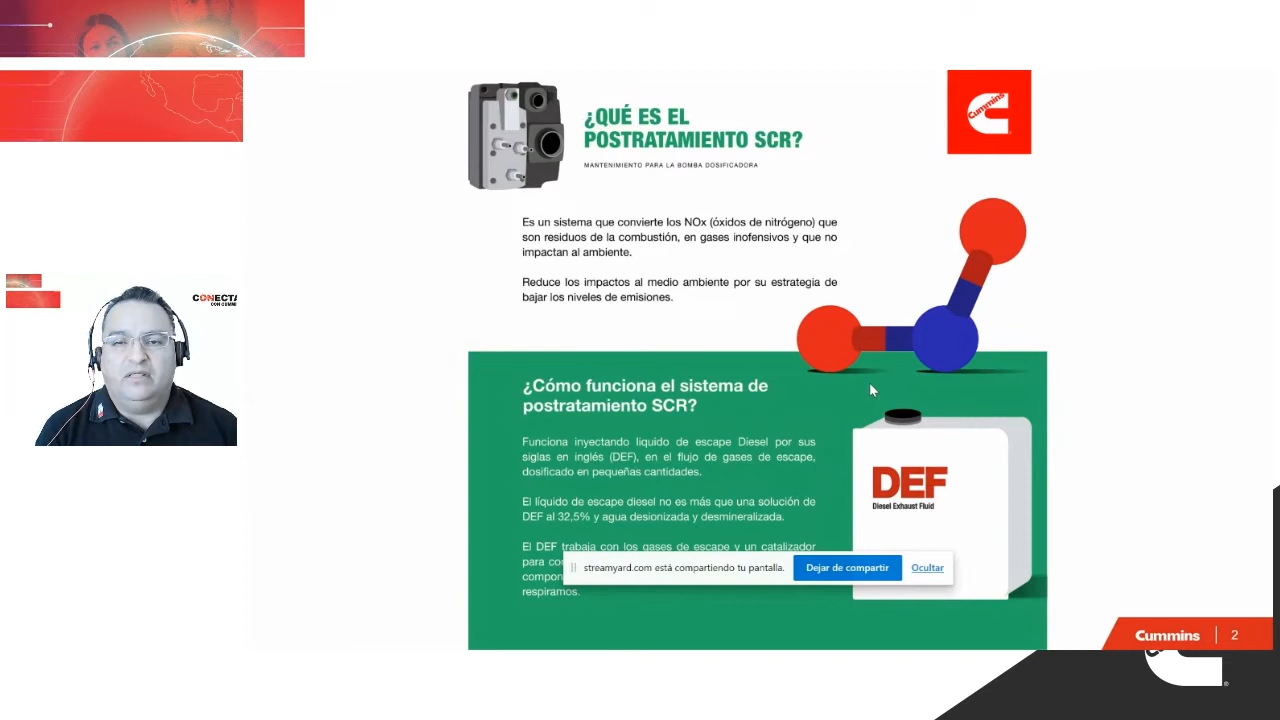 ¿QUÉ ES EL
POSTRATAMIENTO SCR?
MANTENIMIENTO PARA LA BOMBA DOSIFICADORA
Cummins
Es un sistema que convierte los NOx (óxidos de nitrógeno) que
son residuos de la combustión, en gases inofensivos y que no
impactan al ambiente.
Reduce los impactos al medio ambiente por su estrategia de
bajar los niveles de emisiones.
CONECTA
CON CUMMI
¿Cómo funciona el sistema de
postratamiento SCR?
Funciona inyectando liquido de escape Diesel por sus
siglas en inglés (DEF), en el flujo de gases de escape,
dosificado en pequeñas cantidades.
El líquido de escape diesel no es más que una solución de
DEF al 32,5% y agua desionizada y desmineralizada.
El DEF trabaja con los gases de escape y un catalizador
para
respiramos.
DEF
Diesel Exhaust Fluid
streamyard.com está compartiendo tu pantalla.
Dejar de compartir
Ocultar
Cummins 2